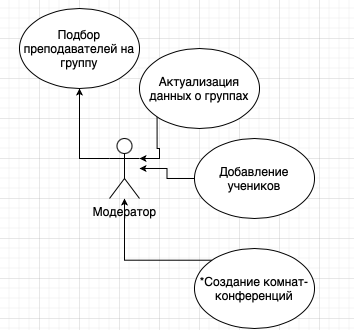 Подбор
преподавателей на
группу
Актуализация
данных о группах
Добавление
учеников
Модератор
*Создание комнат-
конференций